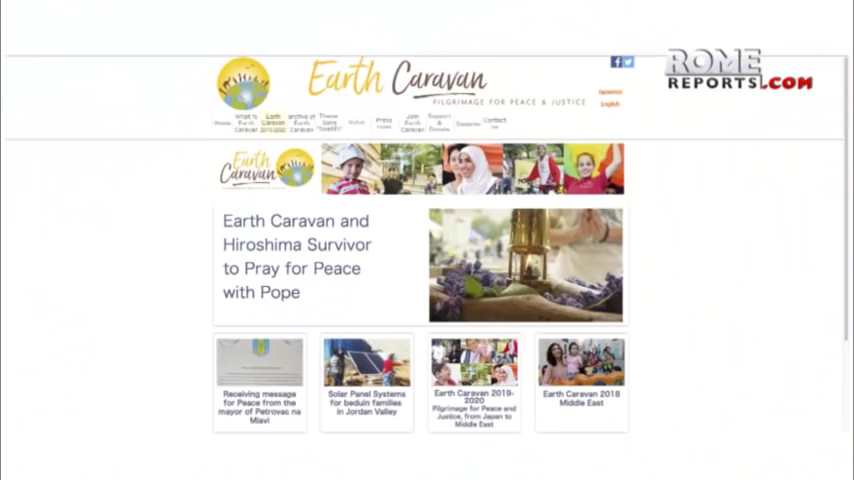 ROME
REPORTS.COM
Earth Caravan
PILGRIMAGE FOR PEACE & JUSTICE
Japanese
English
Home
What is Earth Caravan
Earth Caravan 2019-2020
archive of Earth Caravan
Theme Song
Press
Join Earth Caravan
Support & Donate
Supporter
Contact
Earth
Caravan
Earth Caravan and
Hiroshima Survivor
to Pray for Peace
with Pope
Receiving message
for Peace from the
mayor of Petrovac na
Miavi
Solar Panel Systems
for beduin families
in Jordan Valley
Earth Caravan 2019-
2020
Pilgrimage for Peace and
Justice, from Japan to
Middle East
Earth Caravan 2018
Middle East